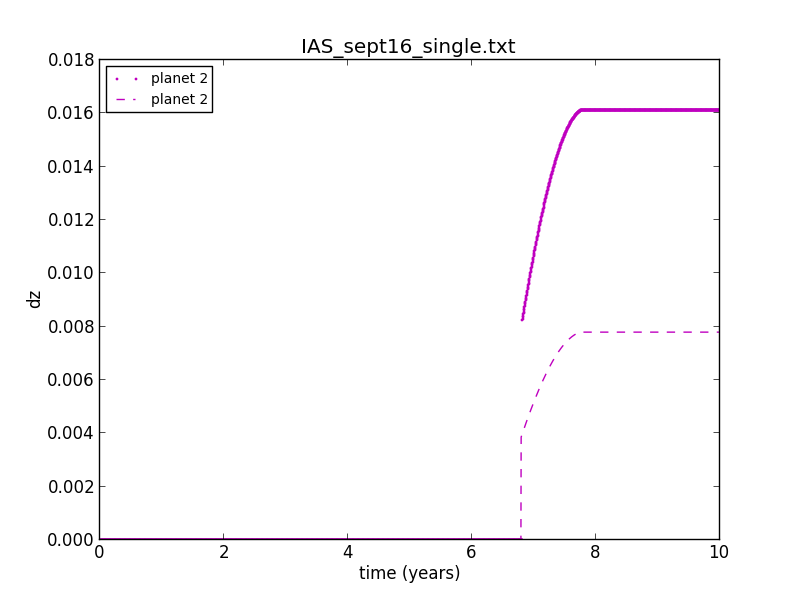 IAS_sept16_single.txt
0.018
0.016
0.014
0.012
0.010
0.008
0.006
0.004
0.002
0.000
dz
planet 2
planet 2
0 2 4 6 8 10
time (years)